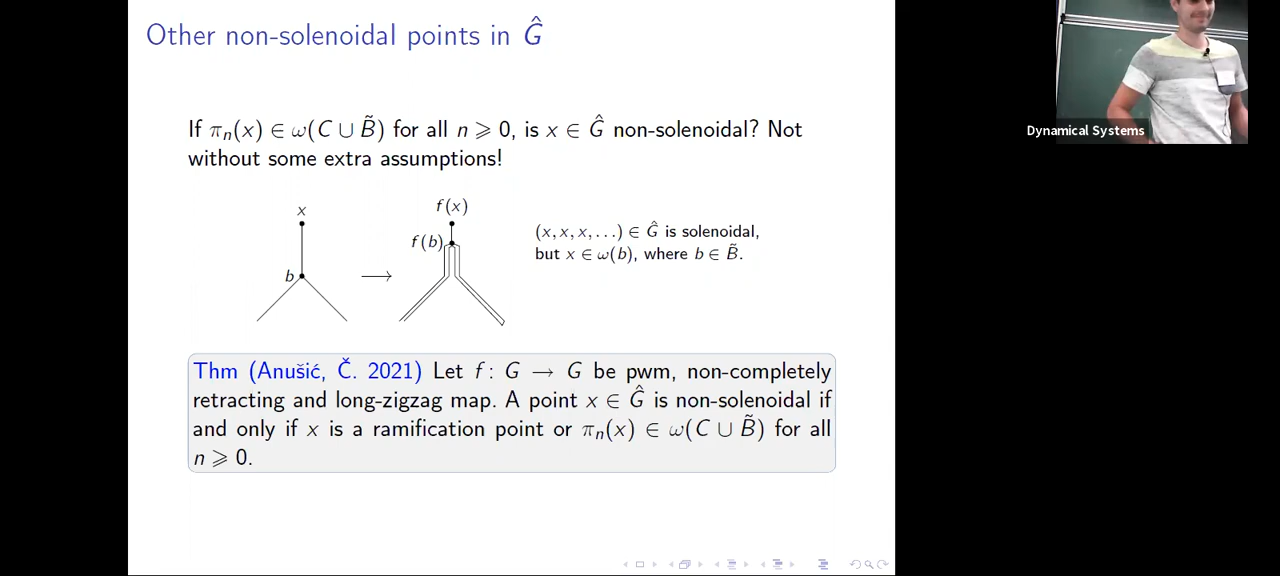 Other non-solenoidal points in Ĝ
If πₙ(x) ∈ ω(C ∪ B̃) for all n ⩾ 0, is x ∈ Ĝ non-solenoidal? Not
without some extra assumptions!
x
b
f(x)
f(b)
(x, x, x, . . .) ∈ Ĝ is solenoidal,
but x ∈ ω(b), where b ∈ B̃.
Thm (Anušić, Č. 2021) Let f : G → G be pwm, non-completely
retracting and long-zigzag map. A point x ∈ Ĝ is non-solenoidal if
and only if x is a ramification point or πₙ(x) ∈ ω(C ∪ B̃) for all
n ⩾ 0.
Dynamical Systems